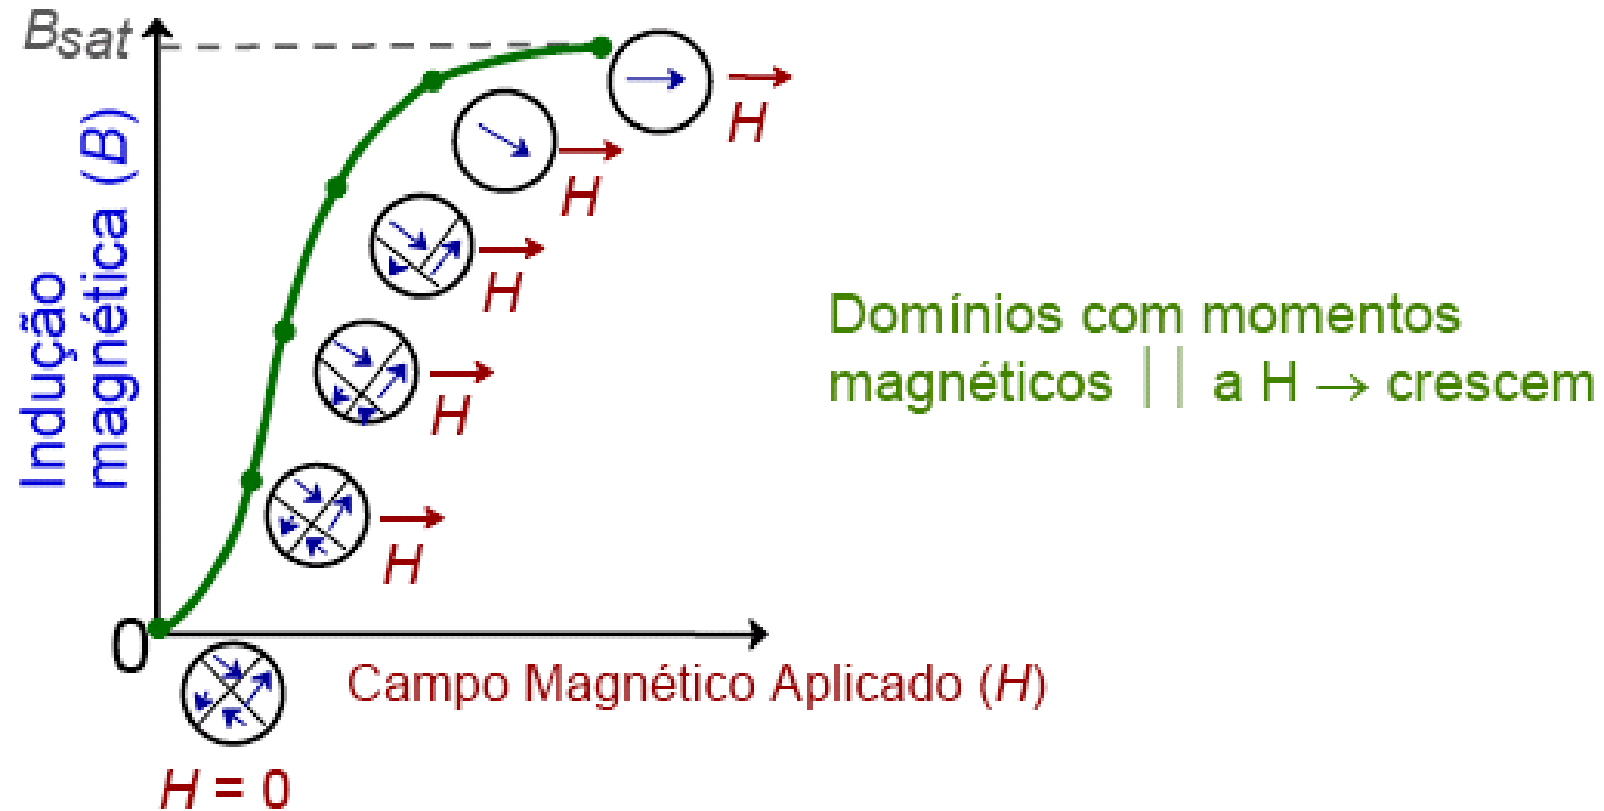 Bsat
Indução
magnética (B)
H
H
H
H
H
Domínios com momentos
magnéticos || a H → crescem
0
Campo Magnético Aplicado (H)
H = 0